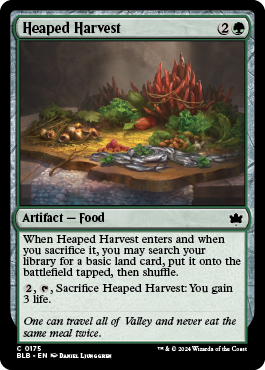 Heaped Harvest 2
Artifact — Food
When Heaped Harvest enters and when
you sacrifice it, you may search your
library for a basic land card, put it onto the
battlefield tapped, then shuffle.
2, , Sacrifice Heaped Harvest: You gain
3 life.
One can travel all of Valley and never eat the
same meal twice.
C 0175
BLB • EN Daniel Ljunggren ™ & © 2024 Wizards of the Coast